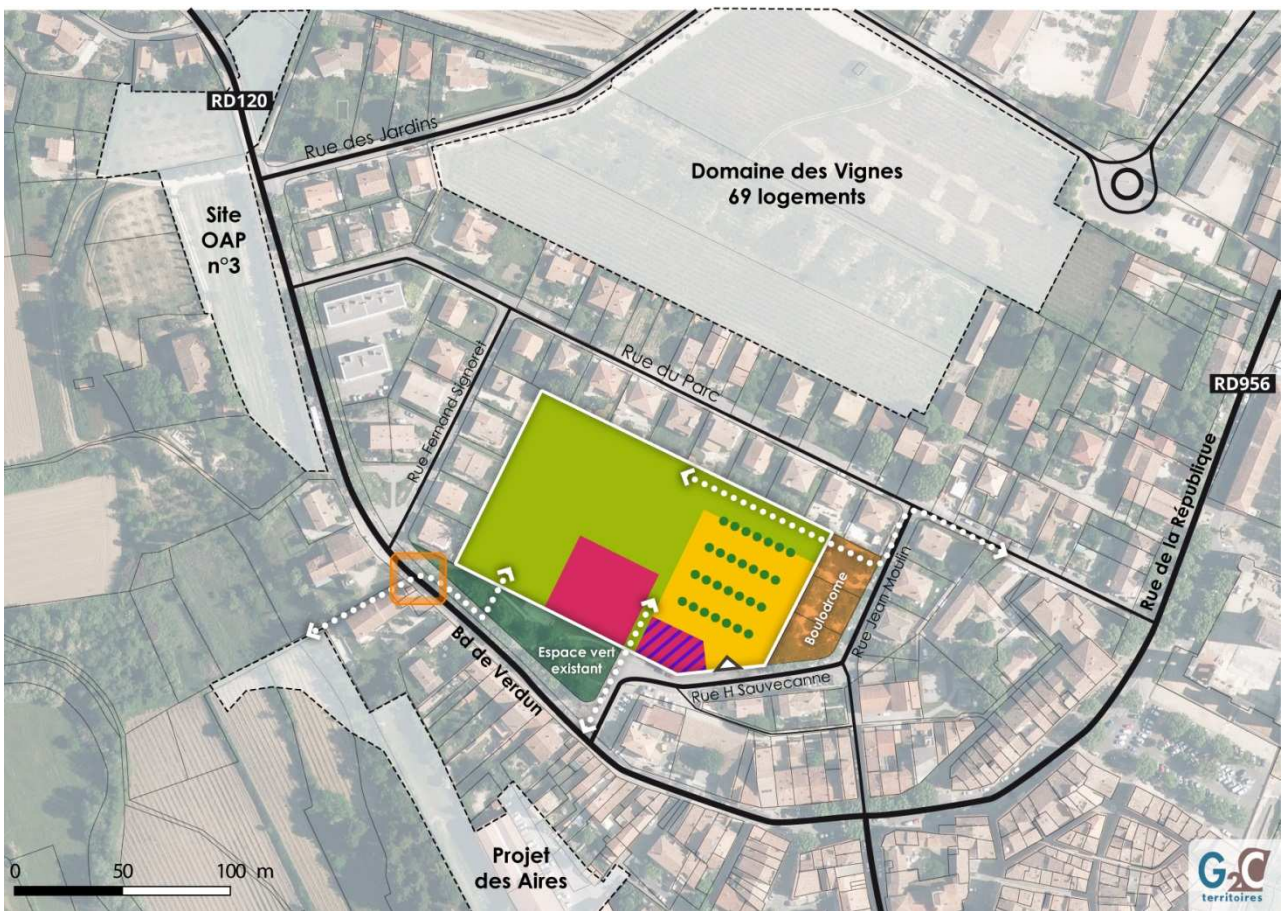 RD120
Rue des Jardins
Domaine des Vignes
69 logements
Site
OAP
n°3
Rue Fernand Signoret
Rue du Parc
RD956
Rue de la République
Boulodrome
Rue Jean Moulin
Espace vert
existant
Bd de Verdun
Rue H Sauvecanne
Projet
des Aires
0 50 100 m
G2C
territoires